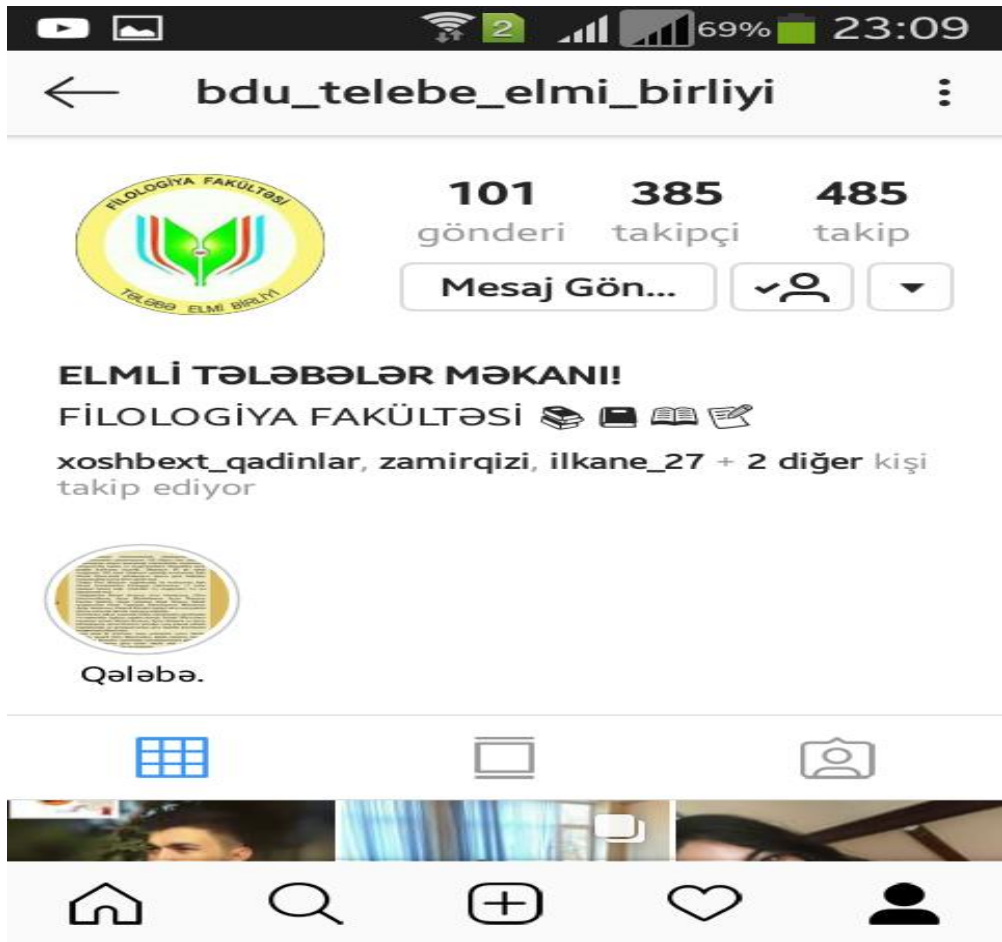 2 69% 23:09
bdu_telebe_elmi_birliyi
FİLOLOGİYA FAKÜLTƏSİ
TƏLƏBƏ ELMİ BİRLİYİ
101 385 485
gönderi takipçi takip
Mesaj Gön...
ELMLİ TƏLƏBƏLƏR MƏKANI!
FİLOLOGİYA FAKÜLTƏSİ
xoshbext_qadinlar, zamirqizi, ilkane_27 + 2 diğer kişi
takip ediyor
Qələbə.